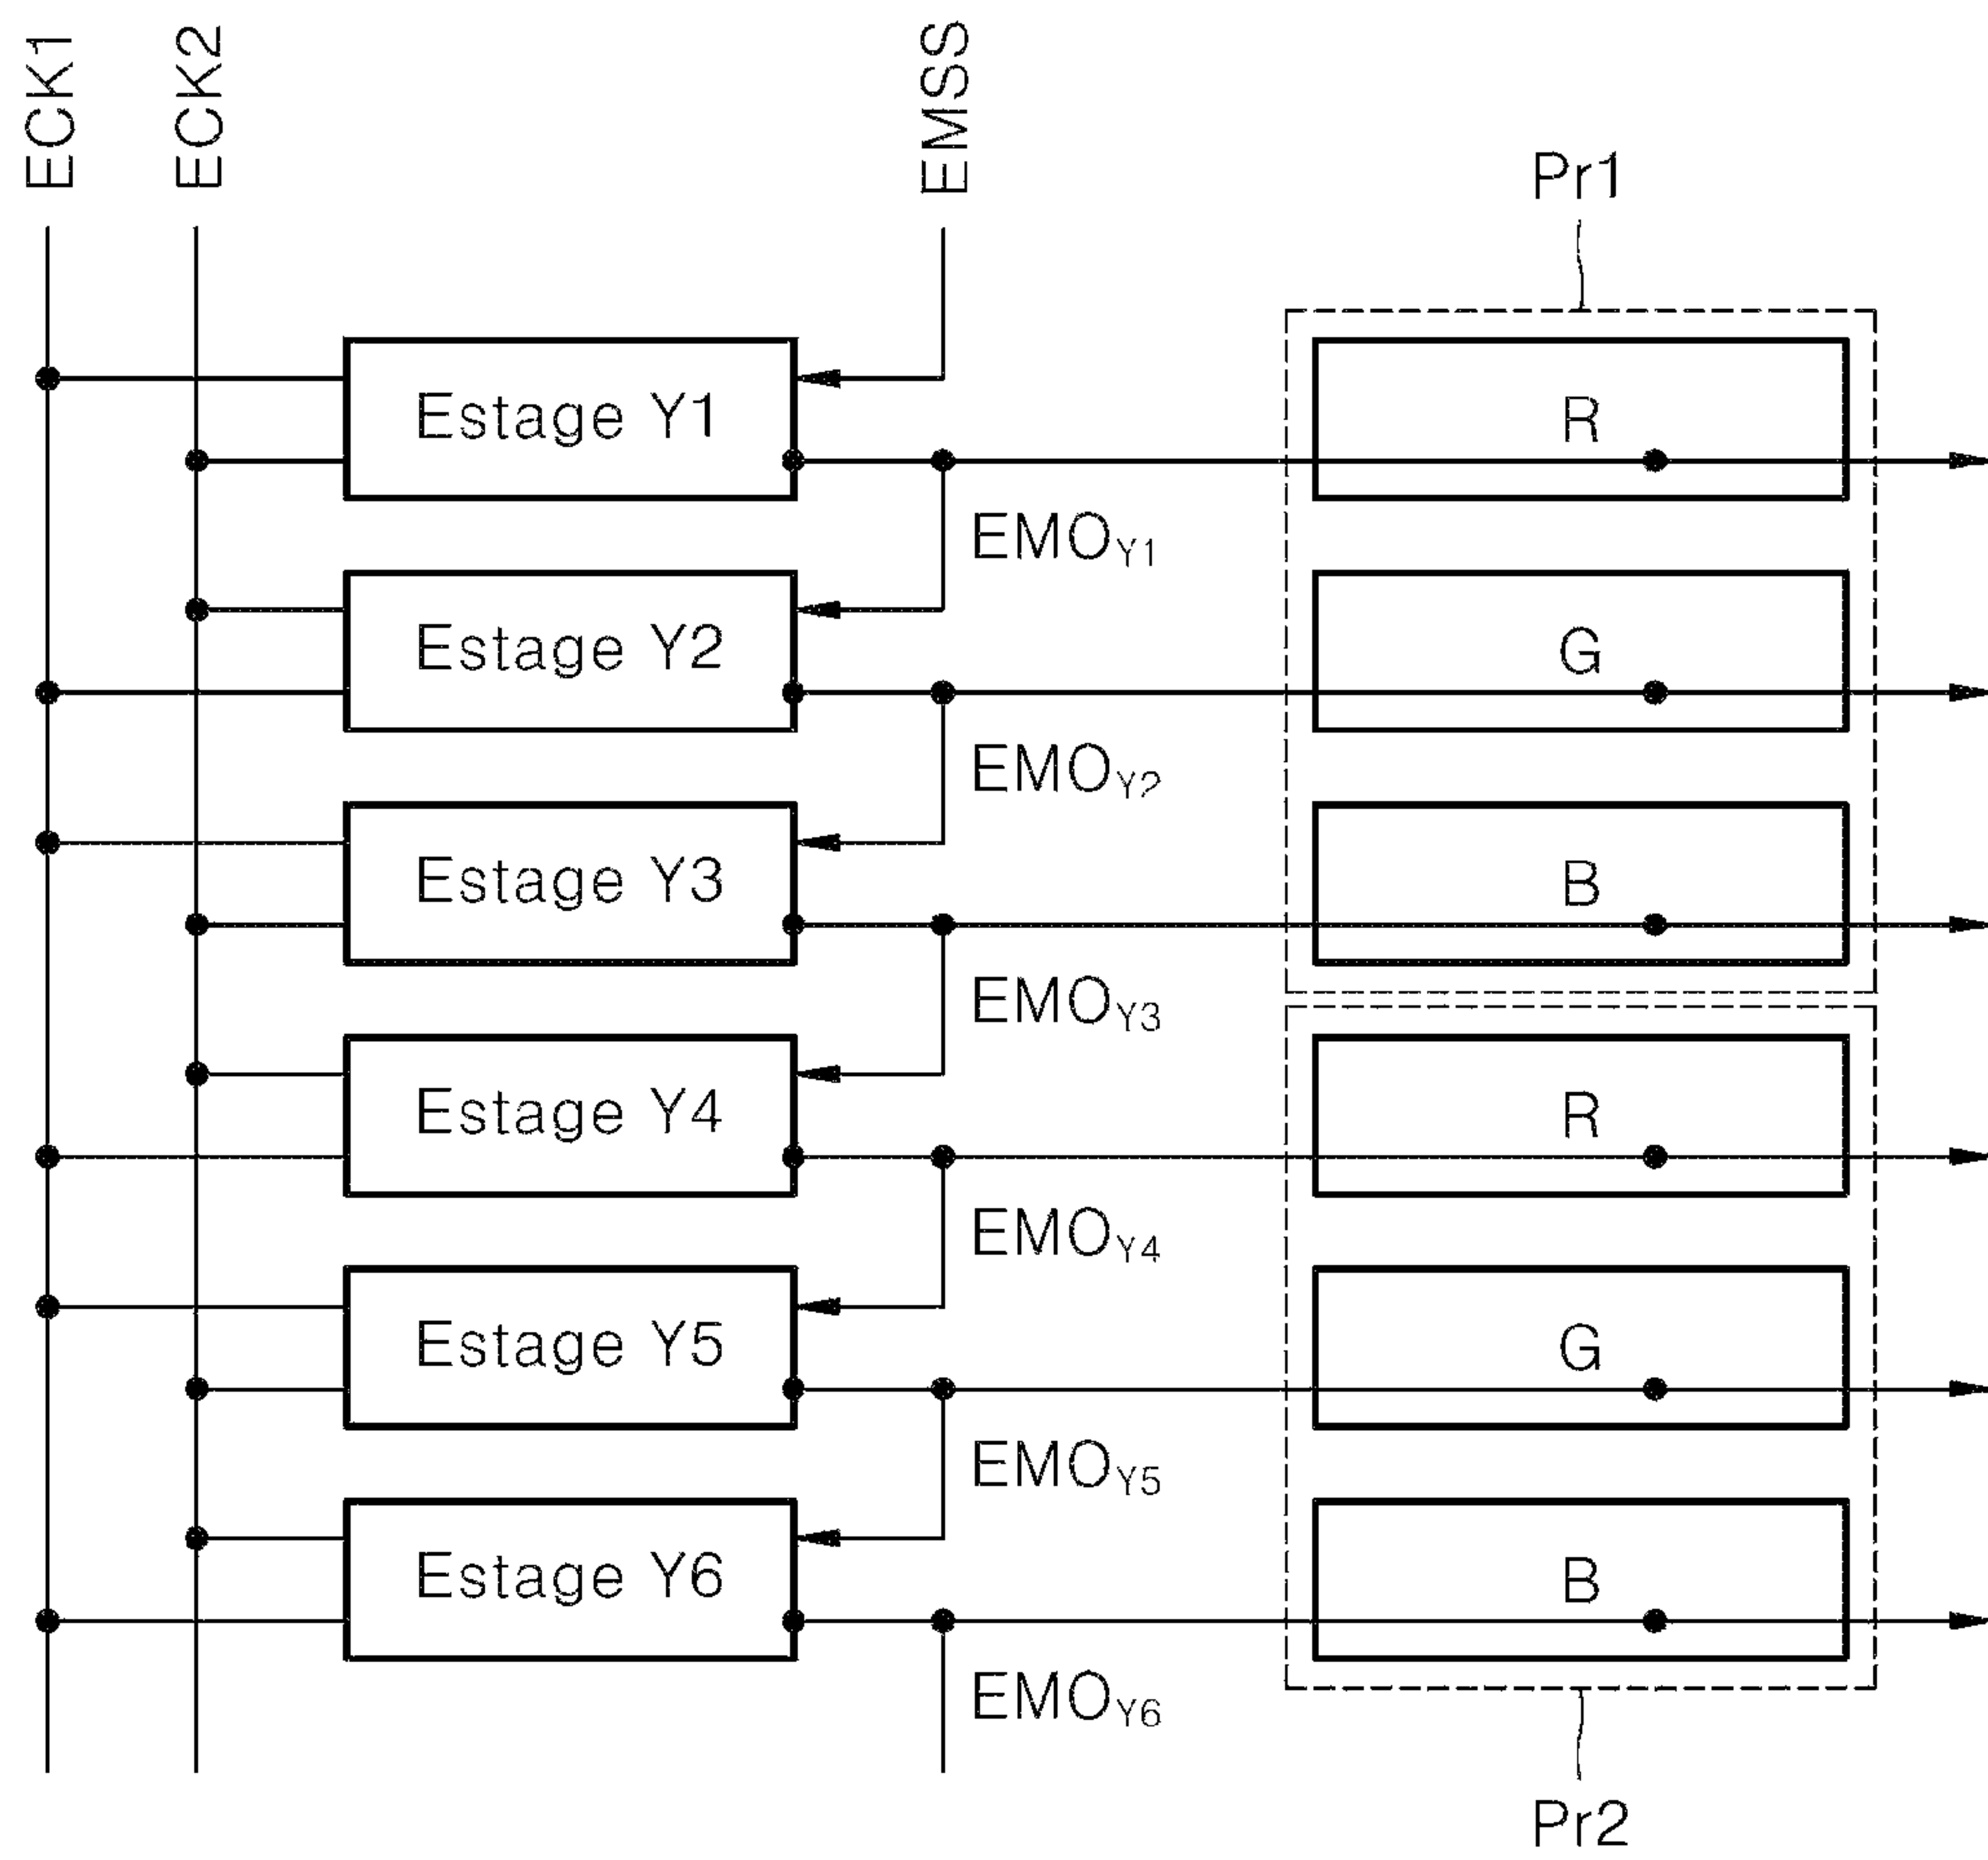 ECK1
ECK2
EMSS
Pr1
Estage Y1
R
EMOY1
Estage Y2
G
EMOY2
Estage Y3
B
EMOY3
Estage Y4
R
EMOY4
Estage Y5
G
EMOY5
Estage Y6
B
EMOY6
Pr2